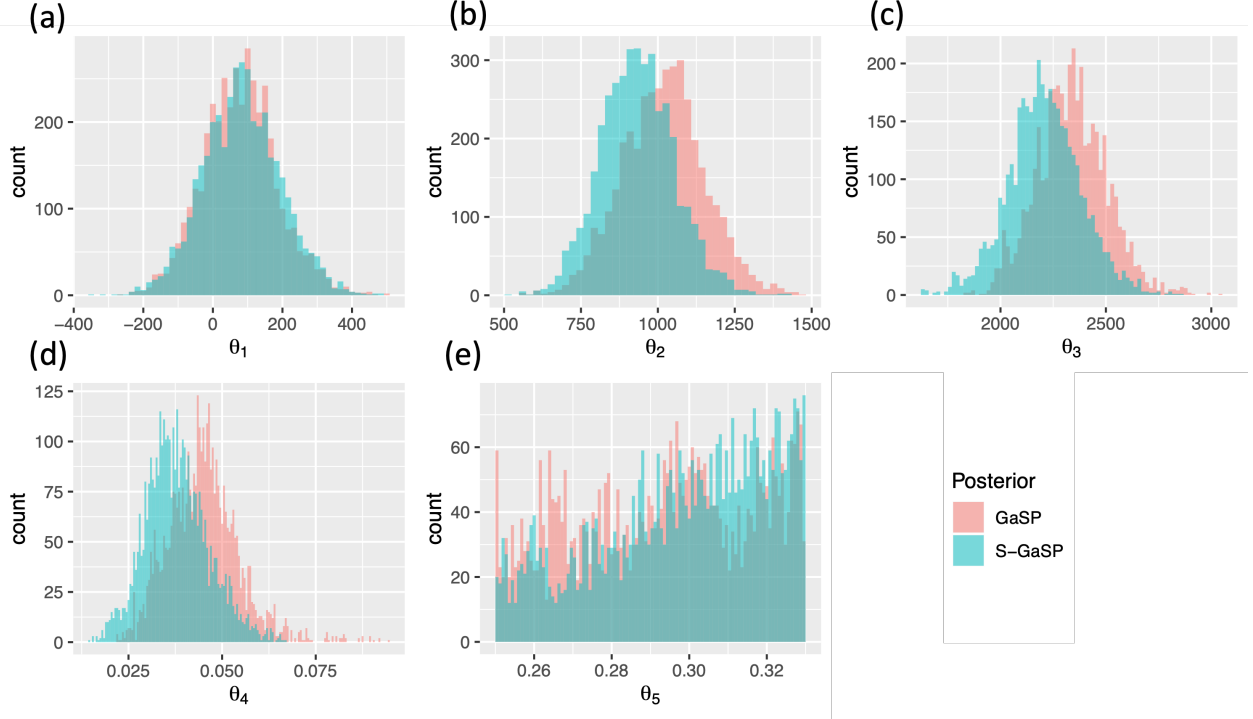 (a)
count
0
100
200
−400
−200
0
200
400
θ1
(b)
count
0
100
200
300
500
750
1000
1250
1500
θ2
(c)
count
0
50
100
150
200
2000
2500
3000
θ3
(d)
count
0
25
50
75
100
125
0.025
0.050
0.075
θ4
(e)
count
0
20
40
60
0.26
0.28
0.30
0.32
θ5
Posterior
GaSP
S−GaSP